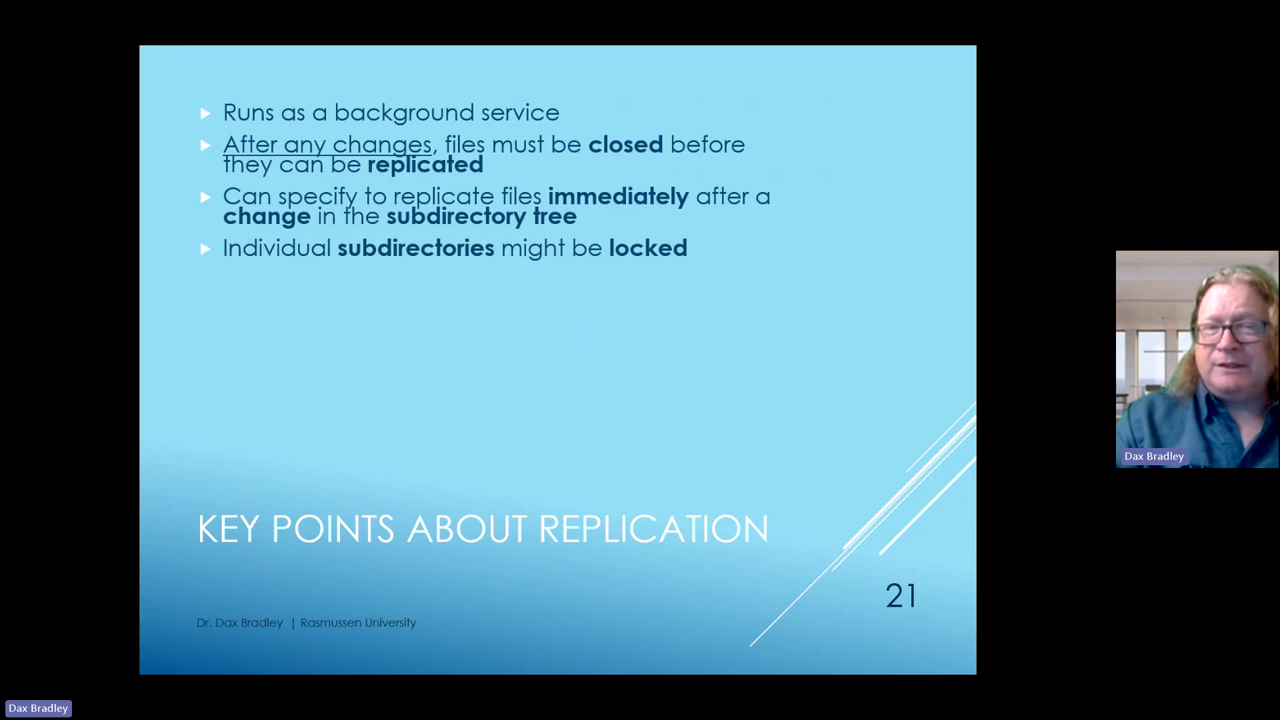 Runs as a background service
After any changes, files must be closed before
they can be replicated
Can specify to replicate files immediately after a
change in the subdirectory tree
Individual subdirectories might be locked
KEY POINTS ABOUT REPLICATION
21
Dr. Dax Bradley | Rasmussen University
Dax Bradley
Dax Bradley